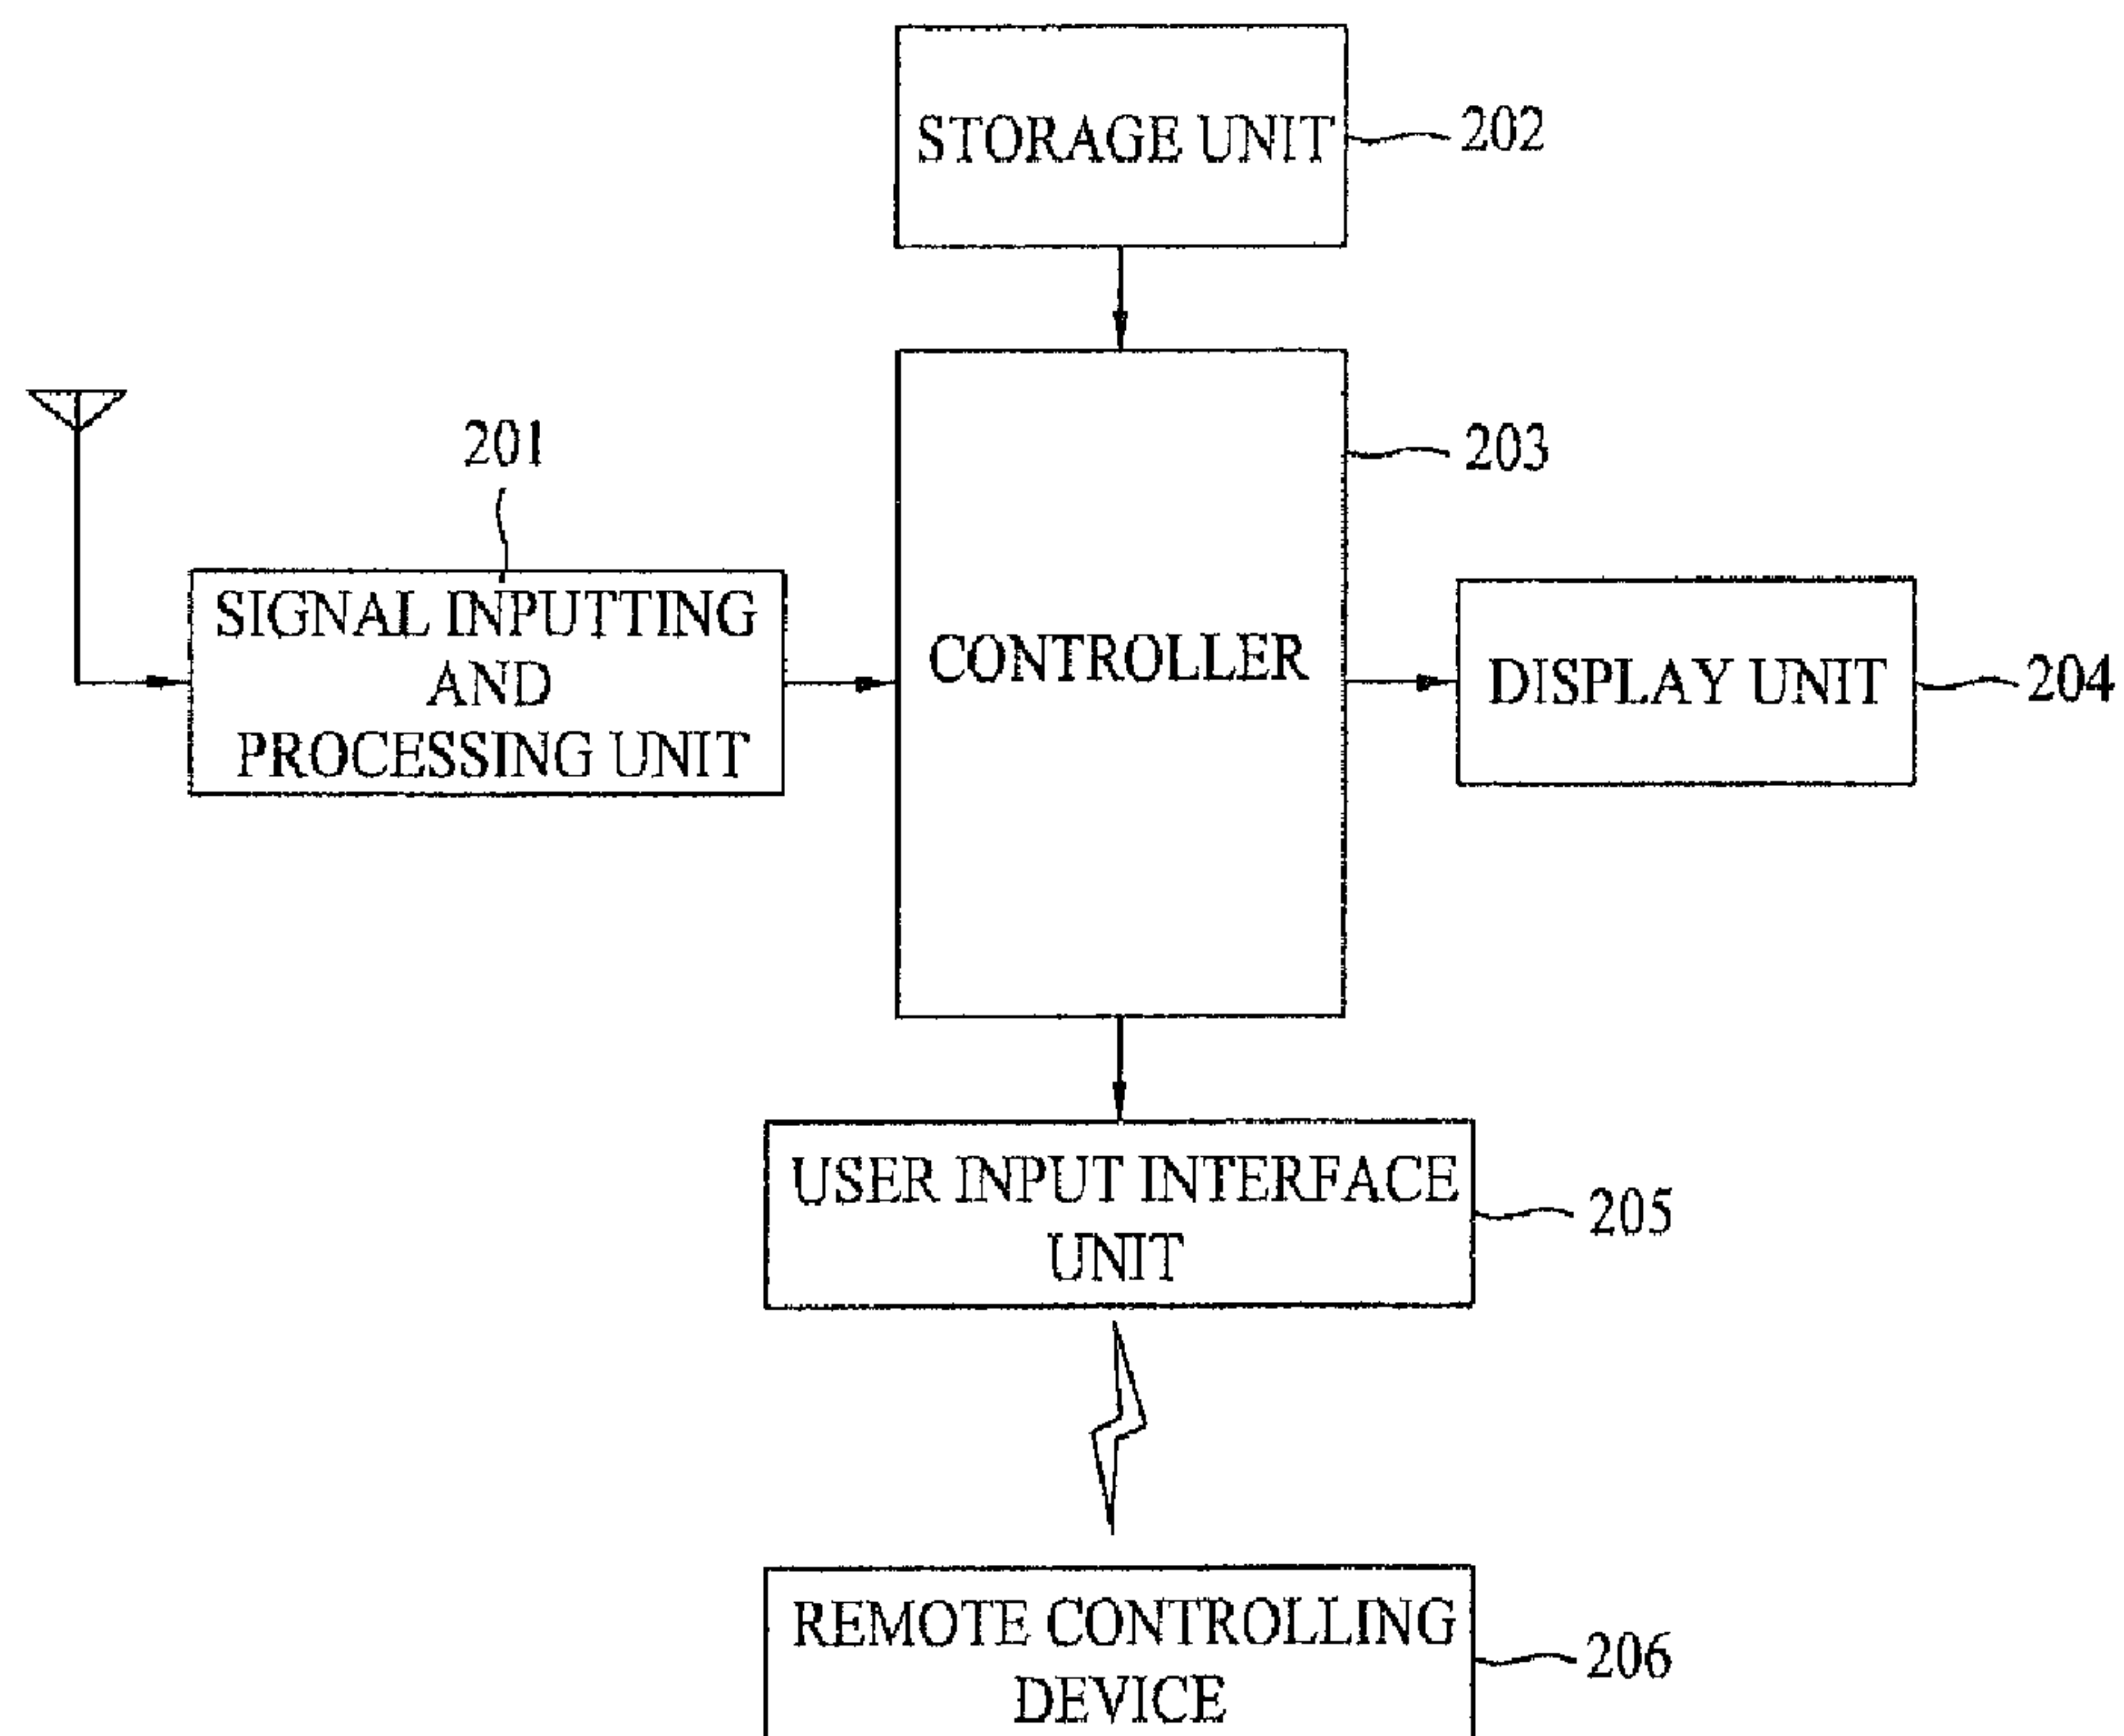 STORAGE UNIT
202
203
201
SIGNAL INPUTTING
AND
PROCESSING UNIT
CONTROLLER
DISPLAY UNIT
204
USER INPUT INTERFACE
UNIT
205
REMOTE CONTROLLING
DEVICE
206